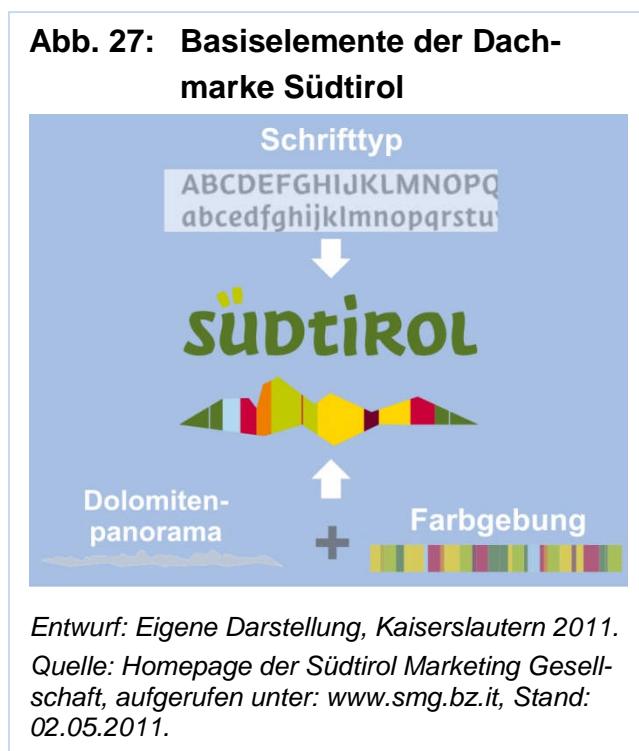 Abb. 27: Basiselemente der Dach-
marke Südtirol
Schrifttyp
ABCDEFGHIJKLMNOPQ
abcedfghijklmnopqrstu
SÜDTIROL
Dolomiten-
panorama
+
Farbgebung
Entwurf: Eigene Darstellung, Kaiserslautern 2011.
Quelle: Homepage der Südtirol Marketing Gesell-
schaft, aufgerufen unter: www.smg.bz.it, Stand:
02.05.2011.